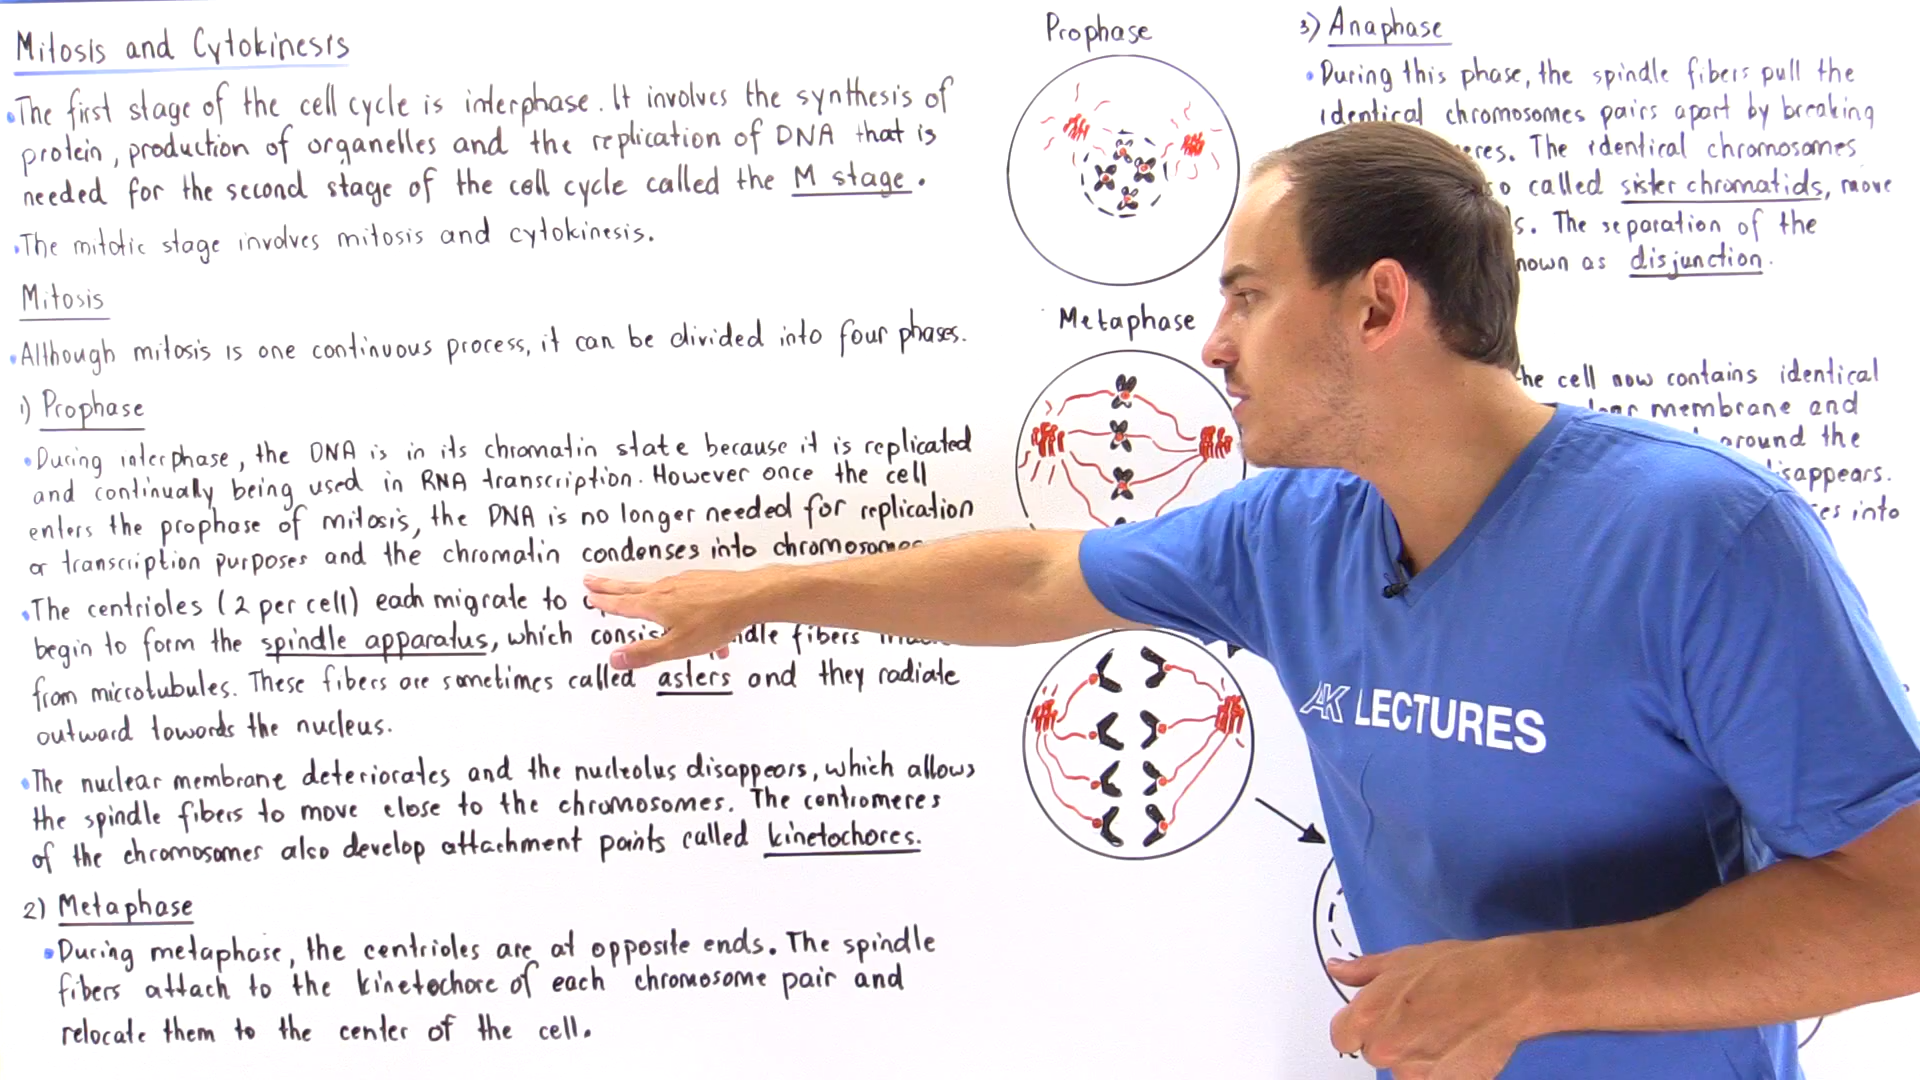 Mitosis and Cytokinesis
•The first stage of the cell cycle is interphase. It involves the synthesis of
protein, production of organelles and the replication of DNA that is
needed for the second stage of the cell cycle called the M stage.
•The mitotic stage involves mitosis and cytokinesis.
Mitosis
•Although mitosis is one continuous process, it can be divided into four phases.
1) Prophase
•During interphase, the DNA is in its chromatin state because it is replicated
and continually being used in RNA transcription. However once the cell
enters the prophase of mitosis, the DNA is no longer needed for replication
or transcription purposes and the chromatin condenses into
•The centrioles (2 per cell) each migrate to
begin to form the spindle apparatus, which fibers
from microtubules. These fibers are sometimes called asters and they radiate
outward towards the nucleus.
•The nuclear membrane deteriorates and the nucleolus disappears, which allows
the spindle fibers to move close to the chromosomes. The centromeres
of the chromosomes also develop attachment points called kinetochores.
2) Metaphase
•During metaphase, the centrioles are at opposite ends. The spindle
fibers attach to the kinetochore of each chromosome pair and
relocate them to the center of the cell.
Prophase
Metaphase
3) Anaphase
•During this phase, the spindle fibers pull the
identical chromosomes pairs apart by breaking
The identical chromosomes
called sister chromatids, move
The separation of the
as disjunction.
cell now contains identical
membrane and
around the
into
AK LECTURES